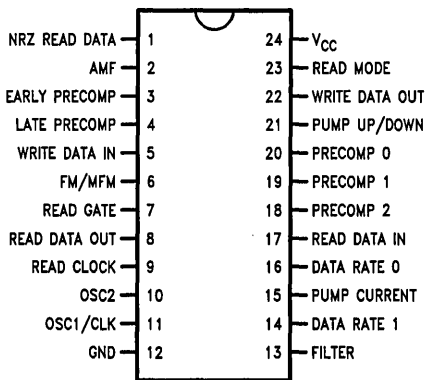 NRZ READ DATA 1 24 VCC
AMF 2 23 READ MODE
EARLY PRECOMP 3 22 WRITE DATA OUT
LATE PRECOMP 4 21 PUMP UP/DOWN
WRITE DATA IN 5 20 PRECOMP 0
FM/MFM 6 19 PRECOMP 1
READ GATE 7 18 PRECOMP 2
READ DATA OUT 8 17 READ DATA IN
READ CLOCK 9 16 DATA RATE 0
OSC2 10 15 PUMP CURRENT
OSC1/CLK 11 14 DATA RATE 1
GND 12 13 FILTER